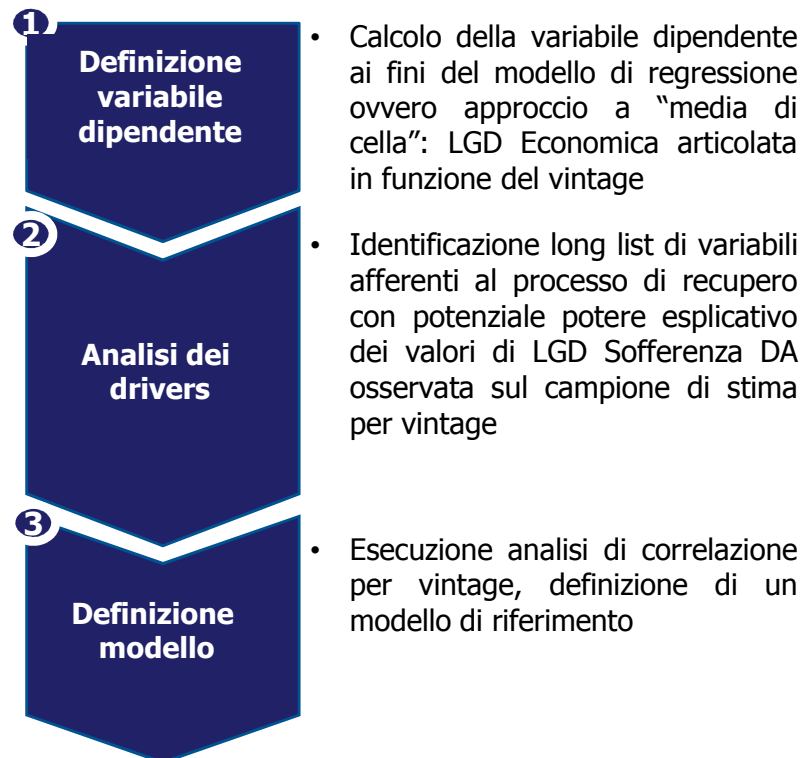 1
Definizione
variabile
dipendente
• Calcolo della variabile dipendente
ai fini del modello di regressione
ovvero approccio a “media di
cella”: LGD Economica articolata
in funzione del vintage
2
Analisi dei
drivers
• Identificazione long list di variabili
afferenti al processo di recupero
con potenziale potere esplicativo
dei valori di LGD Sofferenza DA
osservata sul campione di stima
per vintage
3
Definizione
modello
• Esecuzione analisi di correlazione
per vintage, definizione di un
modello di riferimento